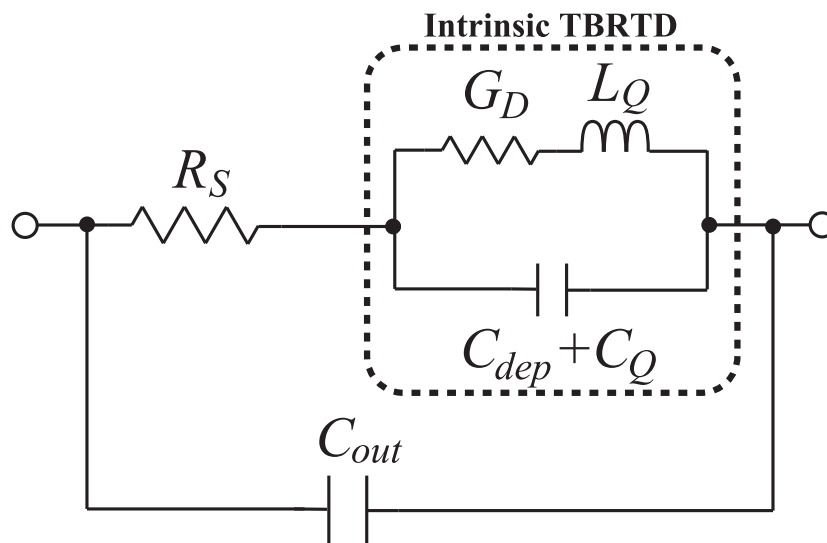 Intrinsic TBRTD
G_D
L_Q
R_S
C_dep+C_Q
C_out